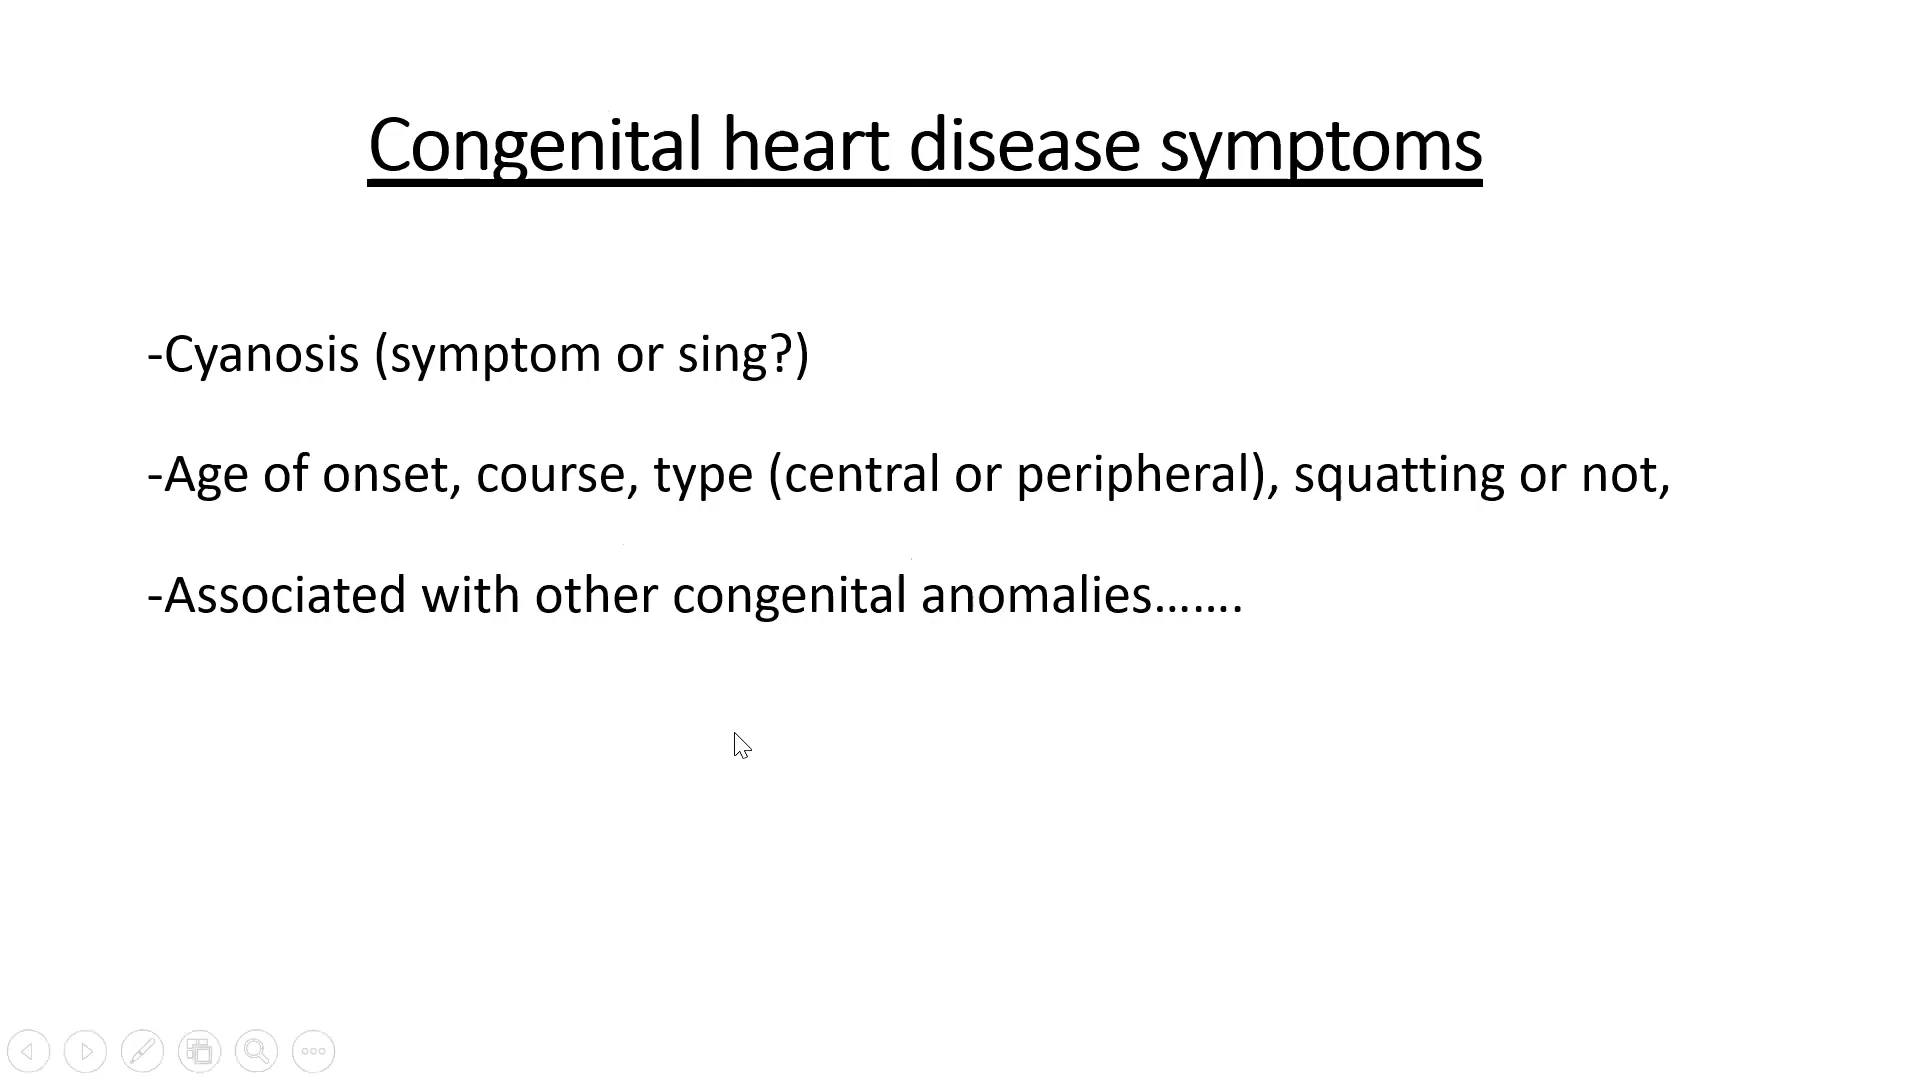 Congenital heart disease symptoms
-Cyanosis (symptom or sing?)
-Age of onset, course, type (central or peripheral), squatting or not,
-Associated with other congenital anomalies…….